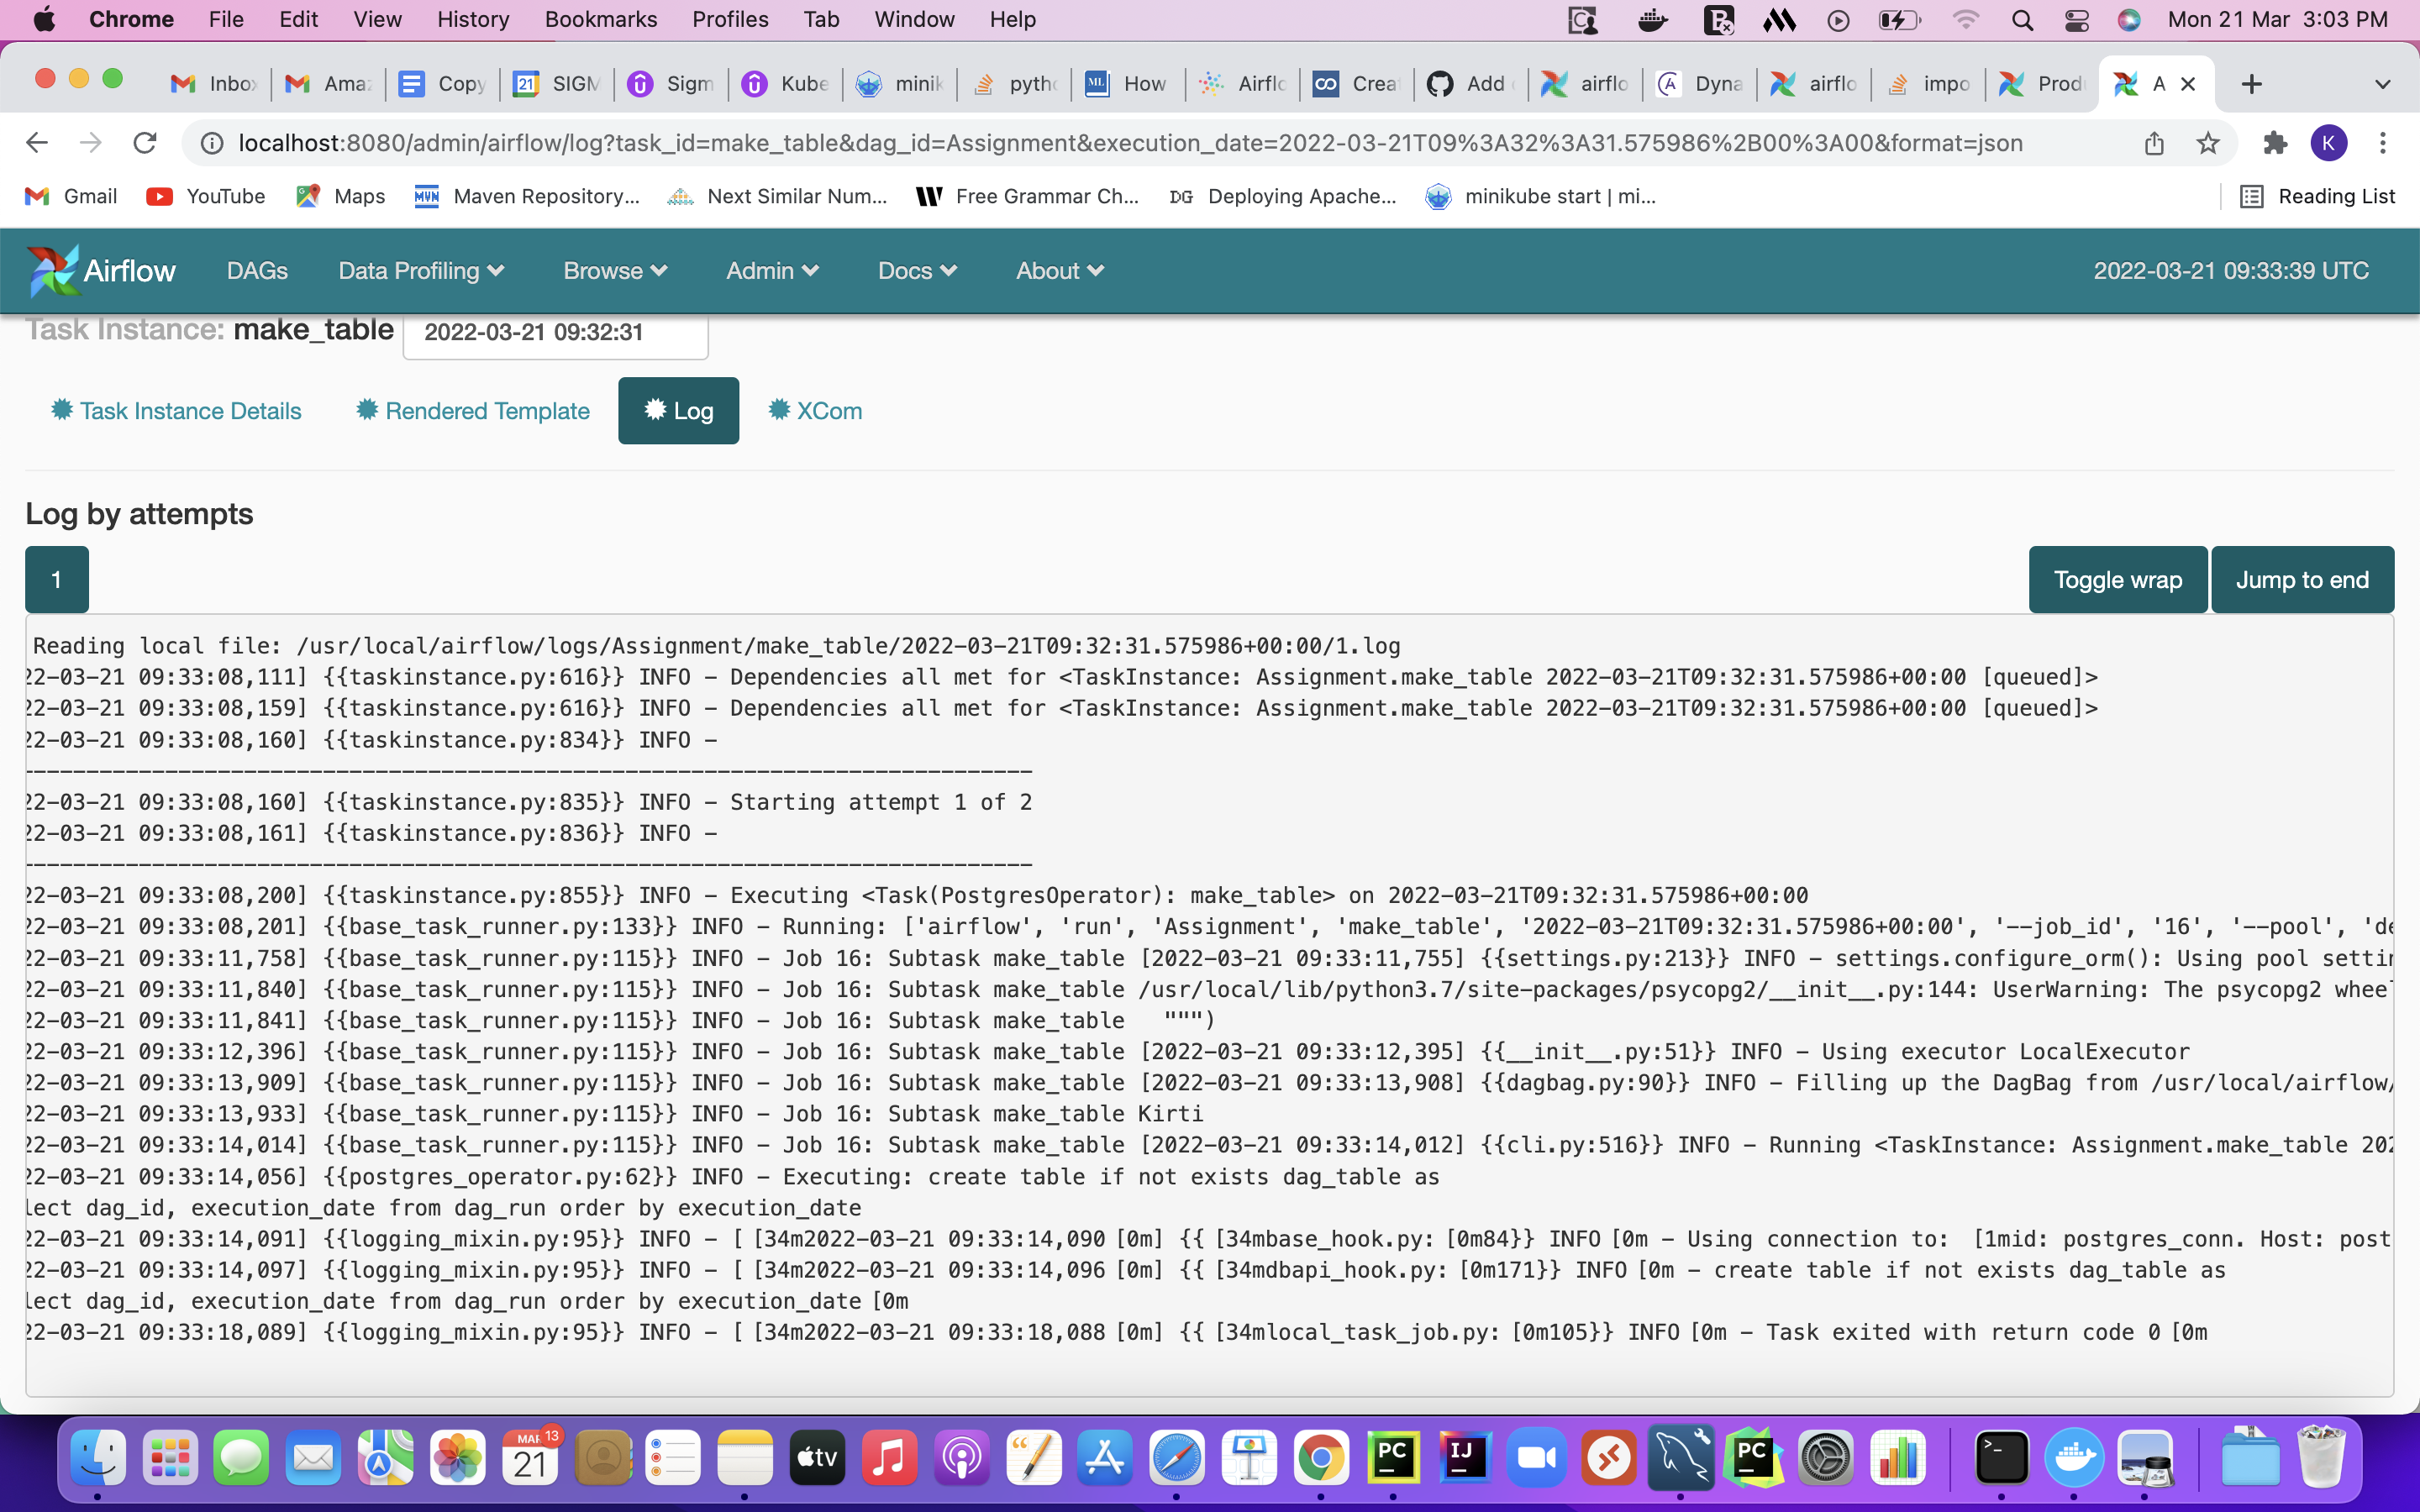 Chrome File Edit View History Bookmarks Profiles Tab Window Help Mon 21 Mar 3:03 PM
Inbo Ama Copy 21 SIGM Sigm Kube minik pyth ML How Airflo Crea Add airflo Dyna airflo impo Prod A
localhost:8080/admin/airflow/log?task_id=make_table&dag_id=Assignment&execution_date=2022-03-21T09%3A32%3A31.575986%2B00%3A00&format=json K
Gmail YouTube Maps MVN Maven Repository... Next Similar Num... Free Grammar Ch... DG Deploying Apache... minikube start | mi... Reading List
Airflow DAGs Data Profiling Browse Admin Docs About 2022-03-21 09:33:39 UTC
Task Instance: make_table 2022-03-21 09:32:31
Task Instance Details Rendered Template Log XCom
Log by attempts
1 Toggle wrap Jump to end
Reading local file: /usr/local/airflow/logs/Assignment/make_table/2022-03-21T09:32:31.575986+00:00/1.log
22-03-21 09:33:08,111] {{taskinstance.py:616}} INFO - Dependencies all met for <TaskInstance: Assignment.make_table 2022-03-21T09:32:31.575986+00:00 [queued]>
22-03-21 09:33:08,159] {{taskinstance.py:616}} INFO - Dependencies all met for <TaskInstance: Assignment.make_table 2022-03-21T09:32:31.575986+00:00 [queued]>
22-03-21 09:33:08,160] {{taskinstance.py:834}} INFO -
--------------------------------------------------------------------------------
22-03-21 09:33:08,160] {{taskinstance.py:835}} INFO - Starting attempt 1 of 2
22-03-21 09:33:08,161] {{taskinstance.py:836}} INFO -
--------------------------------------------------------------------------------
22-03-21 09:33:08,200] {{taskinstance.py:855}} INFO - Executing <Task(PostgresOperator): make_table> on 2022-03-21T09:32:31.575986+00:00
22-03-21 09:33:08,201] {{base_task_runner.py:133}} INFO - Running: ['airflow', 'run', 'Assignment', 'make_table', '2022-03-21T09:32:31.575986+00:00', '--job_id', '16', '--pool', 'de
22-03-21 09:33:11,758] {{base_task_runner.py:115}} INFO - Job 16: Subtask make_table [2022-03-21 09:33:11,755] {{settings.py:213}} INFO - settings.configure_orm(): Using pool settin
22-03-21 09:33:11,840] {{base_task_runner.py:115}} INFO - Job 16: Subtask make_table /usr/local/lib/python3.7/site-packages/psycopg2/__init__.py:144: UserWarning: The psycopg2 whee
22-03-21 09:33:11,841] {{base_task_runner.py:115}} INFO - Job 16: Subtask make_table   """)
22-03-21 09:33:12,396] {{base_task_runner.py:115}} INFO - Job 16: Subtask make_table [2022-03-21 09:33:12,395] {{__init__.py:51}} INFO - Using executor LocalExecutor
22-03-21 09:33:13,909] {{base_task_runner.py:115}} INFO - Job 16: Subtask make_table [2022-03-21 09:33:13,908] {{dagbag.py:90}} INFO - Filling up the DagBag from /usr/local/airflow/
22-03-21 09:33:13,933] {{base_task_runner.py:115}} INFO - Job 16: Subtask make_table Kirti
22-03-21 09:33:14,014] {{base_task_runner.py:115}} INFO - Job 16: Subtask make_table [2022-03-21 09:33:14,012] {{cli.py:516}} INFO - Running <TaskInstance: Assignment.make_table 202
22-03-21 09:33:14,056] {{postgres_operator.py:62}} INFO - Executing: create table if not exists dag_table as
lect dag_id, execution_date from dag_run order by execution_date
22-03-21 09:33:14,091] {{logging_mixin.py:95}} INFO - [ [34m2022-03-21 09:33:14,090 [0m] {{ [34mbase_hook.py: [0m84}} INFO [0m - Using connection to:  [1mid: postgres_conn. Host: post
22-03-21 09:33:14,097] {{logging_mixin.py:95}} INFO - [ [34m2022-03-21 09:33:14,096 [0m] {{ [34mdbapi_hook.py: [0m171}} INFO [0m - create table if not exists dag_table as
lect dag_id, execution_date from dag_run order by execution_date [0m
22-03-21 09:33:18,089] {{logging_mixin.py:95}} INFO - [ [34m2022-03-21 09:33:18,088 [0m] {{ [34mlocal_task_job.py: [0m105}} INFO [0m - Task exited with return code 0 [0m
MAR 13
21 tv PC IJ PC